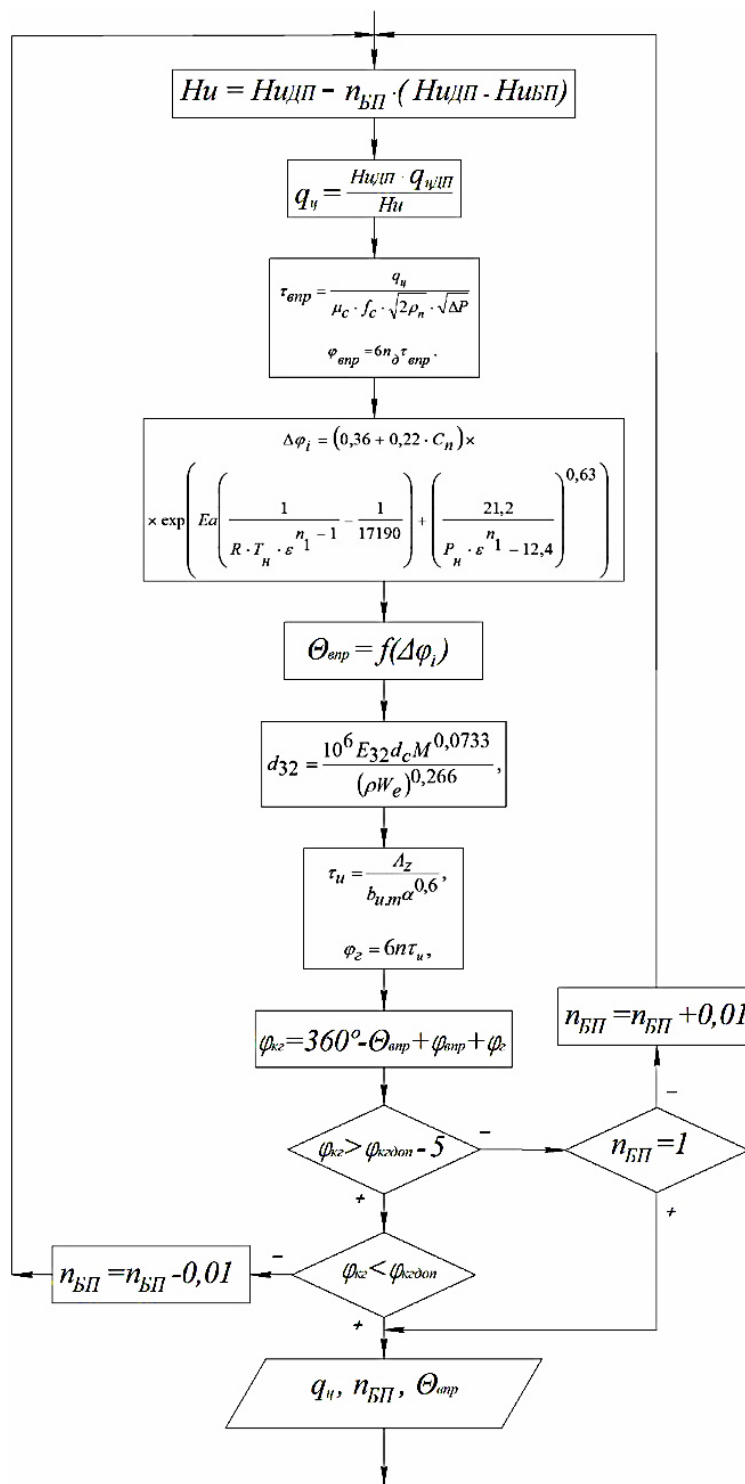 Hи = HиДП - nБП · ( HиДП - HиБП)
qц = HиДП · qцДП / Hи
τвпр = qц / μc · fc · √2ρn · √ΔP
φвпр = 6nд τвпр .
Δφi = (0,36 + 0,22 · Cn) ×
× exp( Ea( 1 / R · Tн · ε^n1 − 1 − 1 / 17190 ) + ( 21,2 / Pн · ε^n1 − 12,4 )^0,63 )
Θвпр = f(Δφi)
d32 = 10^6 E32 dc M^0,0733 / (ρWe)^0,266 ,
τи = Λz / bи.т α^0,6 ,
φг = 6nτи ,
nБП = nБП + 0,01
φкг = 360° - Θвпр + φвпр + φг
−
φкг > φкгдоп - 5
−
nБП = 1
+
+
nБП = nБП - 0,01
−
φкг < φкгдоп
+
qц, nБП, Θвпр